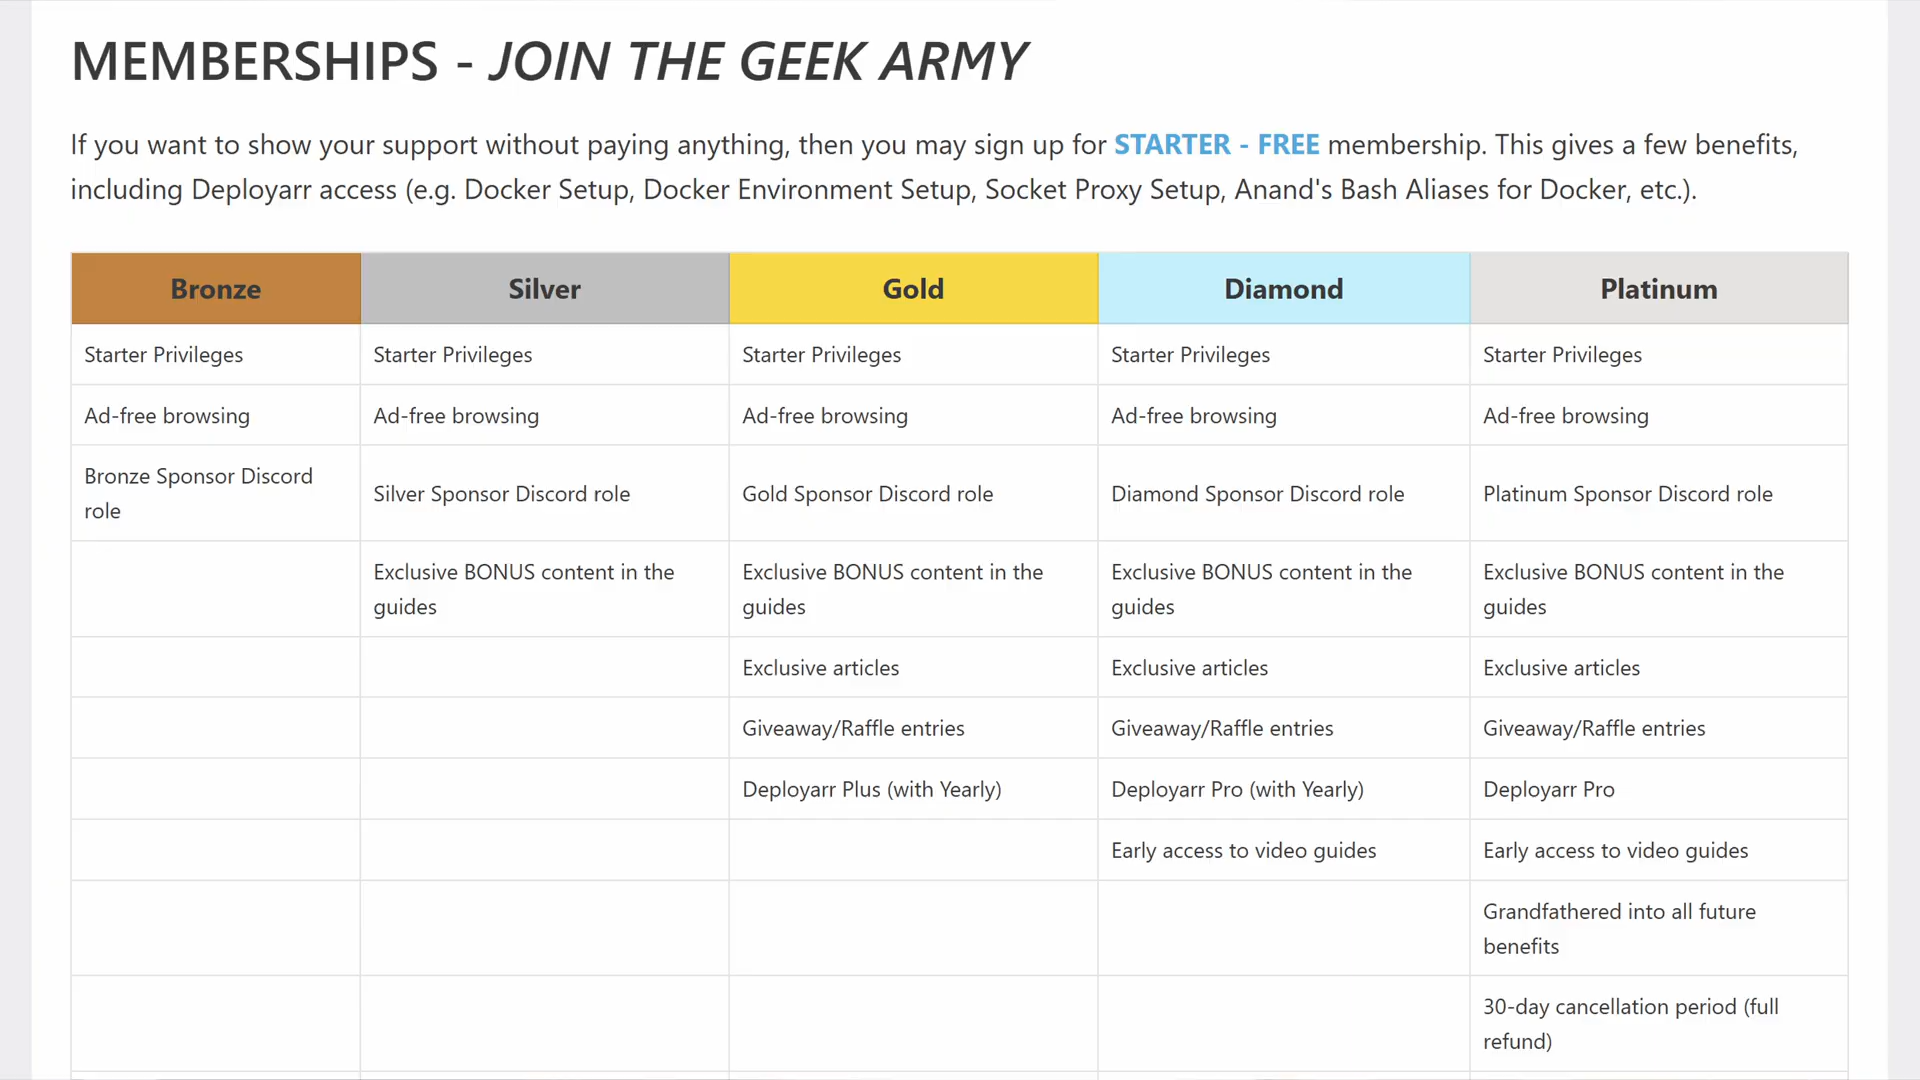 MEMBERSHIPS - JOIN THE GEEK ARMY
If you want to show your support without paying anything, then you may sign up for STARTER - FREE membership. This gives a few benefits,
including Deployarr access (e.g. Docker Setup, Docker Environment Setup, Socket Proxy Setup, Anand's Bash Aliases for Docker, etc.).
Bronze Silver Gold Diamond Platinum
Starter Privileges Starter Privileges Starter Privileges Starter Privileges Starter Privileges
Ad-free browsing Ad-free browsing Ad-free browsing Ad-free browsing Ad-free browsing
Bronze Sponsor Discord
role
Silver Sponsor Discord role Gold Sponsor Discord role Diamond Sponsor Discord role Platinum Sponsor Discord role
Exclusive BONUS content in the Exclusive BONUS content in the Exclusive BONUS content in the Exclusive BONUS content in the
guides guides guides guides
Exclusive articles Exclusive articles Exclusive articles
Giveaway/Raffle entries Giveaway/Raffle entries Giveaway/Raffle entries
Deployarr Plus (with Yearly) Deployarr Pro (with Yearly) Deployarr Pro
Early access to video guides Early access to video guides
Grandfathered into all future
benefits
30-day cancellation period (full
refund)